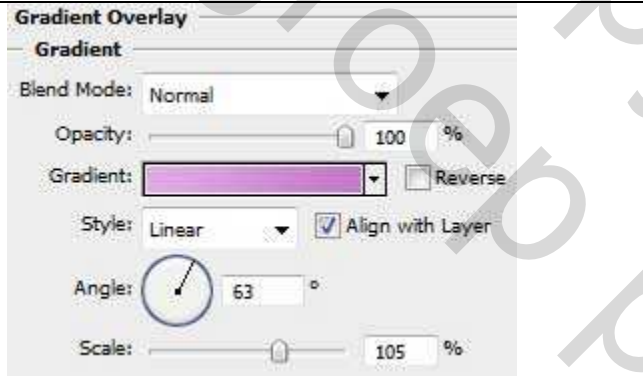 Gradient Overlay
Gradient
Blend Mode: Normal
Opacity: 100 %
Gradient: Reverse
Style: Linear Align with Layer
Angle: 63 °
Scale: 105 %